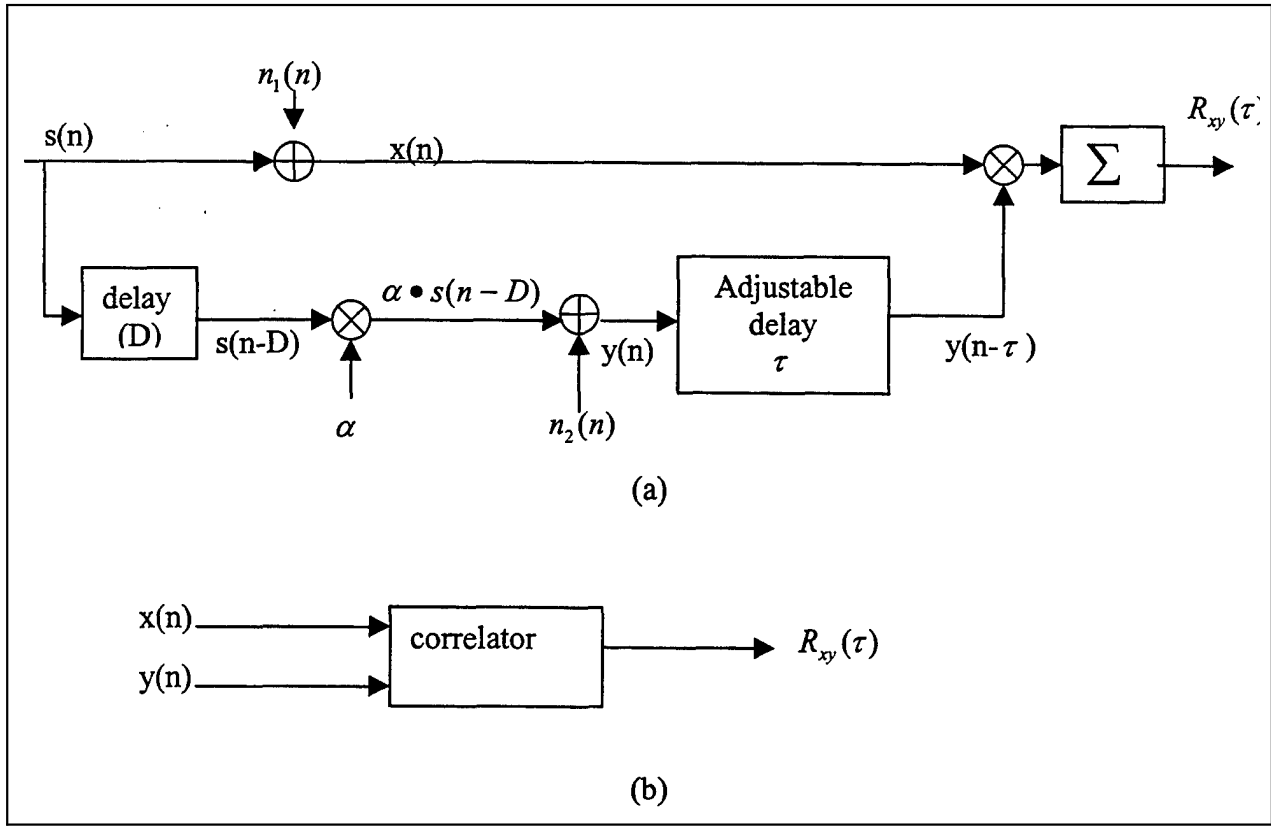 n₁(n)
s(n)
x(n)
R_xy(τ)
Σ
delay
(D)
s(n-D)
α • s(n − D)
α
n₂(n)
y(n)
Adjustable
delay
τ
y(n-τ)
(a)
x(n)
y(n)
correlator
R_xy(τ)
(b)